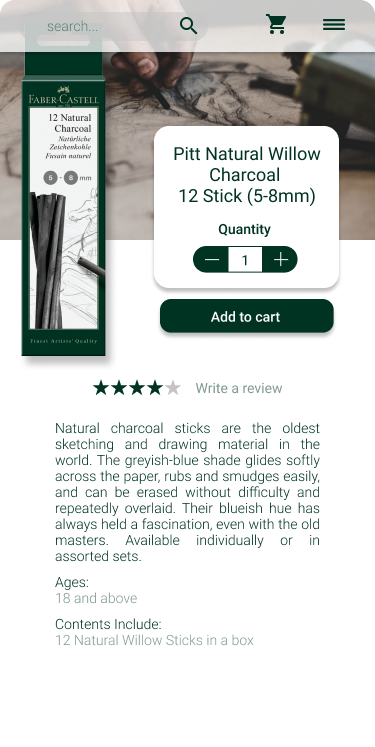 search...
FABER-CASTELL
12 Natural
Charcoal
Natürliche
Zeichenkohle
Fusain naturel
5 - 8 mm
Finest Artists' Quality
Pitt Natural Willow
Charcoal
12 Stick (5-8mm)
Quantity
— 1 +
Add to cart
Write a review
Natural charcoal sticks are the oldest
sketching and drawing material in the
world. The greyish-blue shade glides softly
across the paper, rubs and smudges easily,
and can be erased without difficulty and
repeatedly overlaid. Their blueish hue has
always held a fascination, even with the old
masters. Available individually or in
assorted sets.
Ages:
18 and above
Contents Include:
12 Natural Willow Sticks in a box